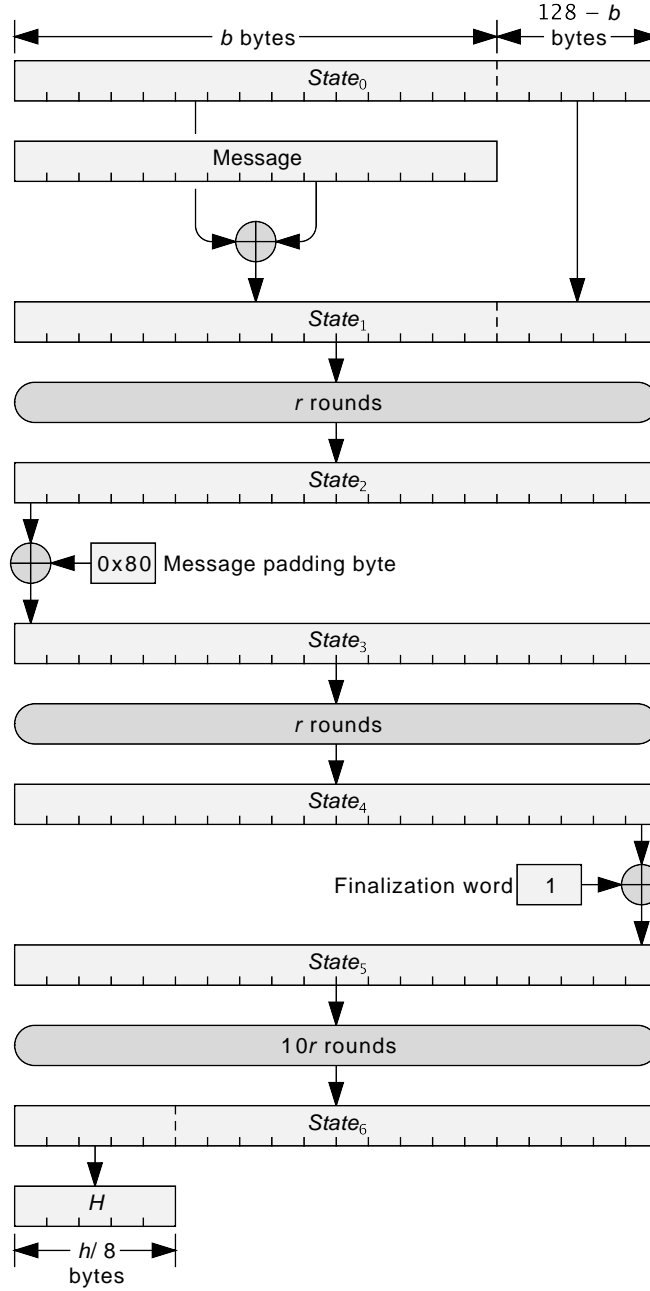 b bytes
128 − b
bytes
State₀
Message
State₁
r rounds
State₂
0x80 Message padding byte
State₃
r rounds
State₄
Finalization word 1
State₅
10r rounds
State₆
H
h/ 8
bytes